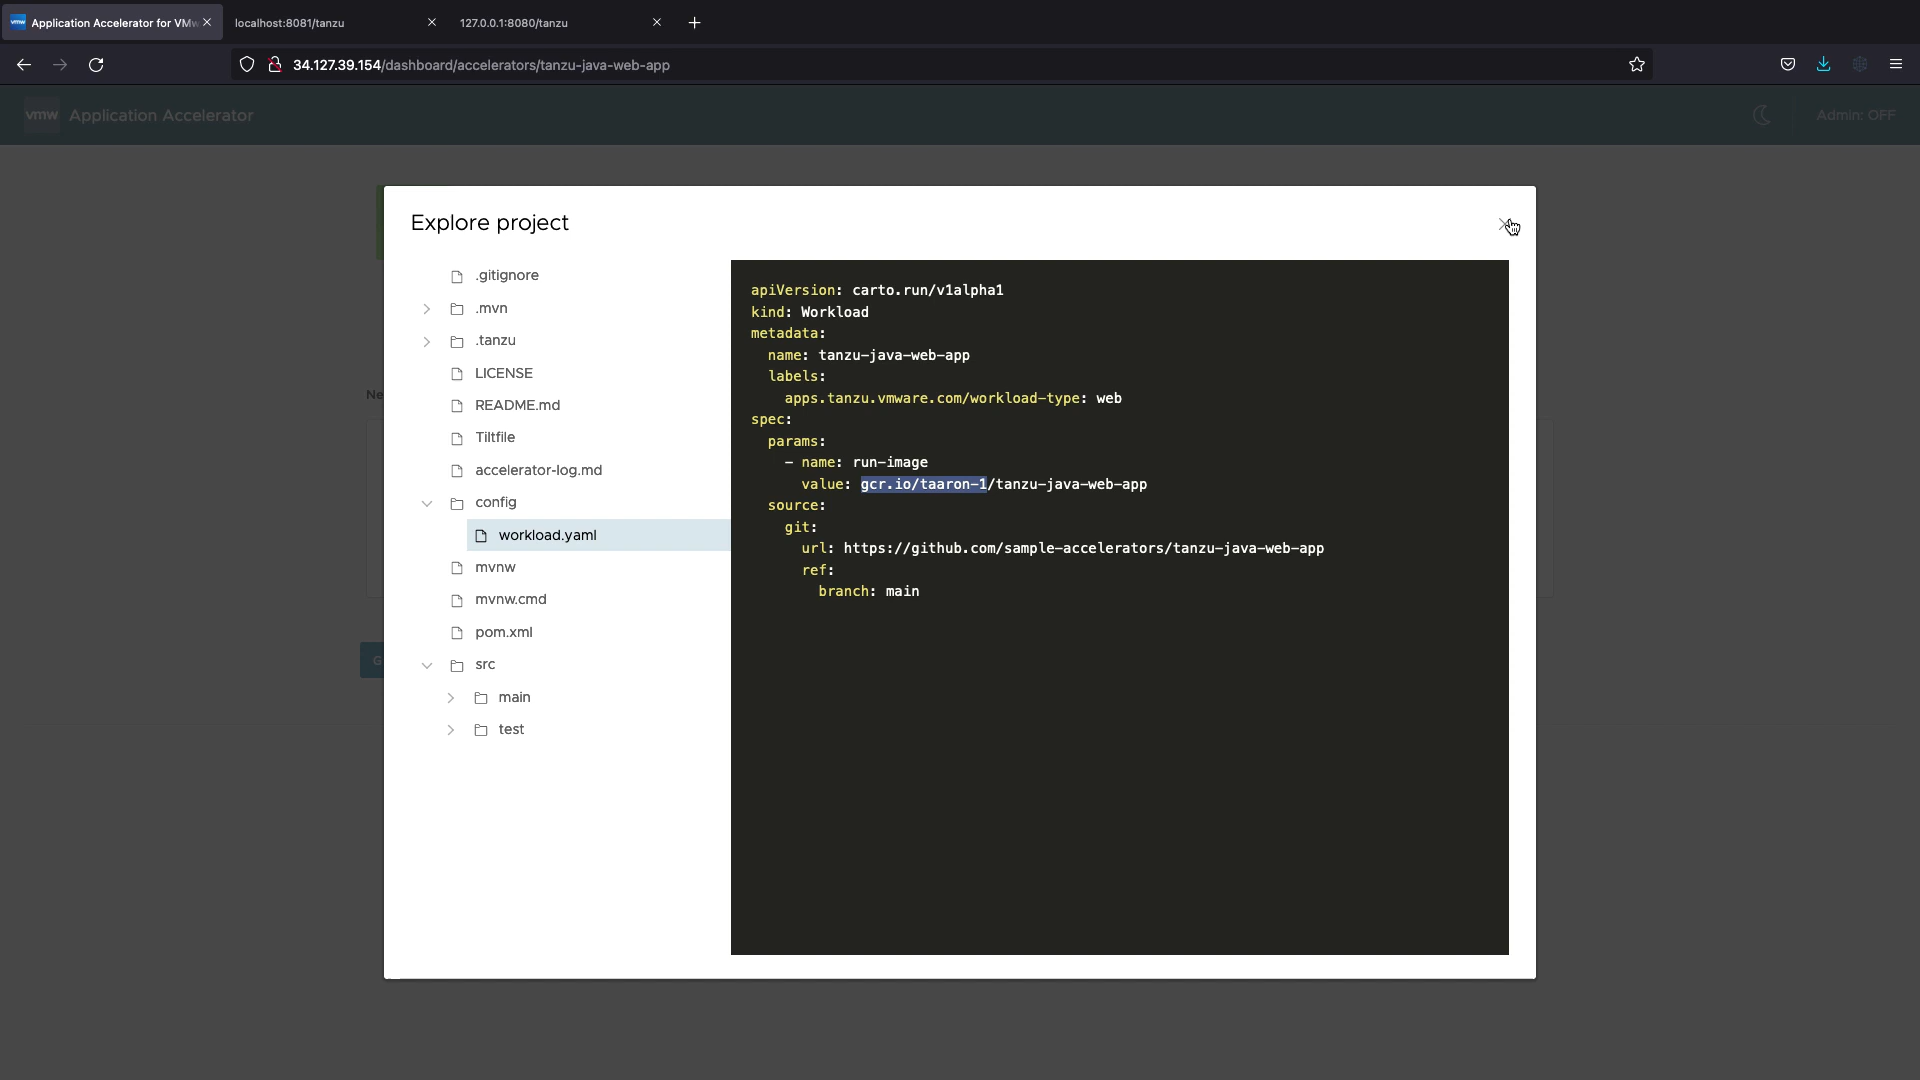 vmw Application Accelerator for VMw
localhost:8081/tanzu
127.0.0.1:8080/tanzu
34.127.39.154/dashboard/accelerators/tanzu-java-web-app
vmw Application Accelerator
Admin: OFF
Explore project
.gitignore
.mvn
.tanzu
LICENSE
README.md
Tiltfile
accelerator-log.md
config
workload.yaml
mvnw
mvnw.cmd
pom.xml
src
main
test
apiVersion: carto.run/v1alpha1
kind: Workload
metadata:
name: tanzu-java-web-app
labels:
apps.tanzu.vmware.com/workload-type: web
spec:
params:
- name: run-image
value: gcr.io/taaron-1/tanzu-java-web-app
source:
git:
url: https://github.com/sample-accelerators/tanzu-java-web-app
ref:
branch: main
Ne
G